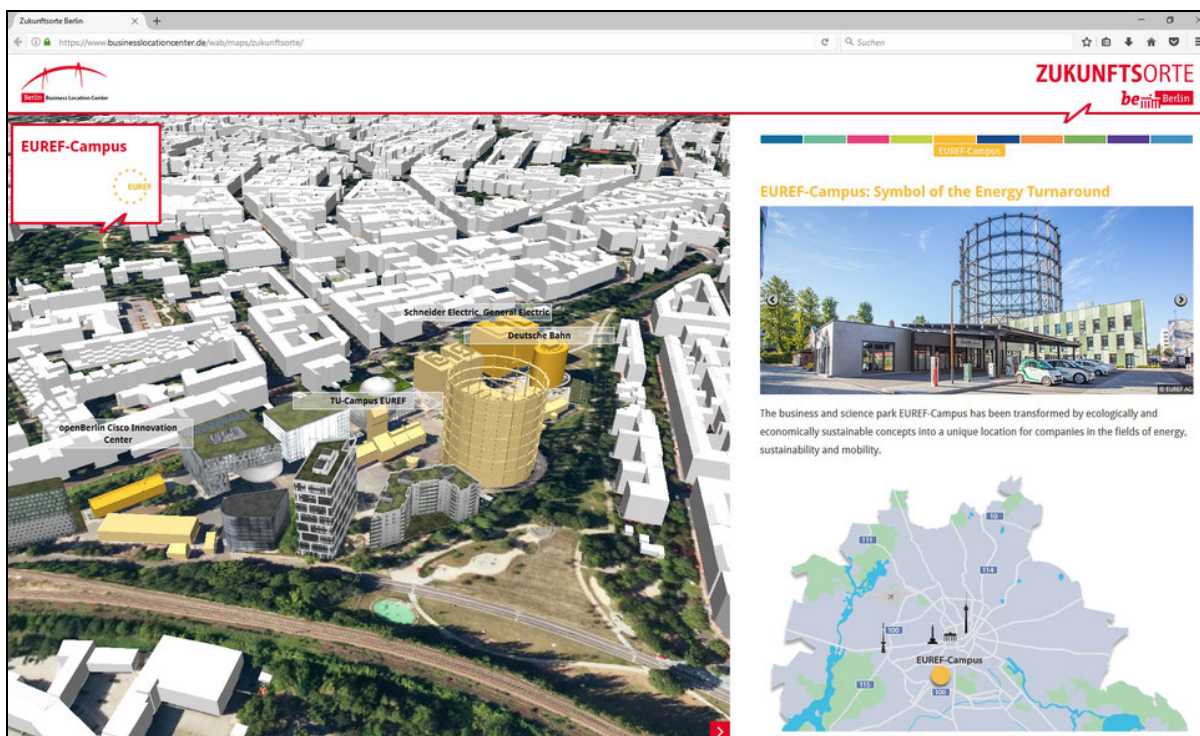 Zukunftsorte Berlin
https://www.businesslocationcenter.de/wab/maps/zukunftsorte/
Suchen
Berlin Business Location Center
ZUKUNFTSORTE
be Berlin
EUREF-Campus
EUREF
Schneider Electric, General Electric
Deutsche Bahn
TU-Campus EUREF
openBerlin Cisco Innovation
Center
EUREF-Campus
EUREF-Campus: Symbol of the Energy Turnaround
© EUREF AG
The business and science park EUREF-Campus has been transformed by ecologically and
economically sustainable concepts into a unique location for companies in the fields of energy,
sustainability and mobility.
10
111
114
100
EUREF-Campus
115
100